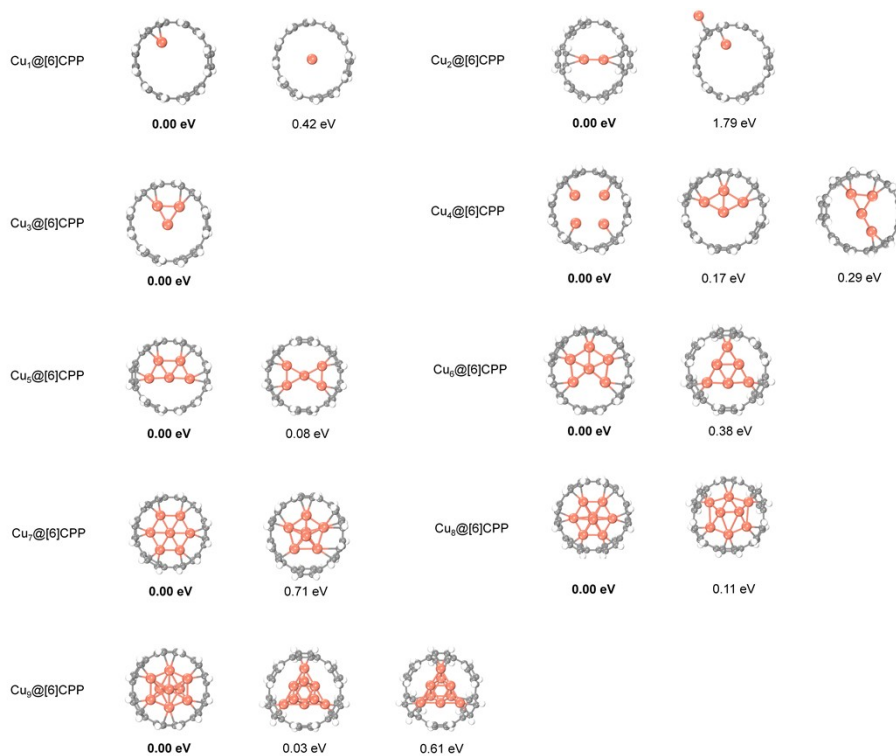 Cu₁@[6]CPP
0.00 eV
0.42 eV
Cu₂@[6]CPP
0.00 eV
1.79 eV
Cu₃@[6]CPP
0.00 eV
Cu₄@[6]CPP
0.00 eV
0.17 eV
0.29 eV
Cu₅@[6]CPP
0.00 eV
0.08 eV
Cu₆@[6]CPP
0.00 eV
0.38 eV
Cu₇@[6]CPP
0.00 eV
0.71 eV
Cu₈@[6]CPP
0.00 eV
0.11 eV
Cu₉@[6]CPP
0.00 eV
0.03 eV
0.61 eV